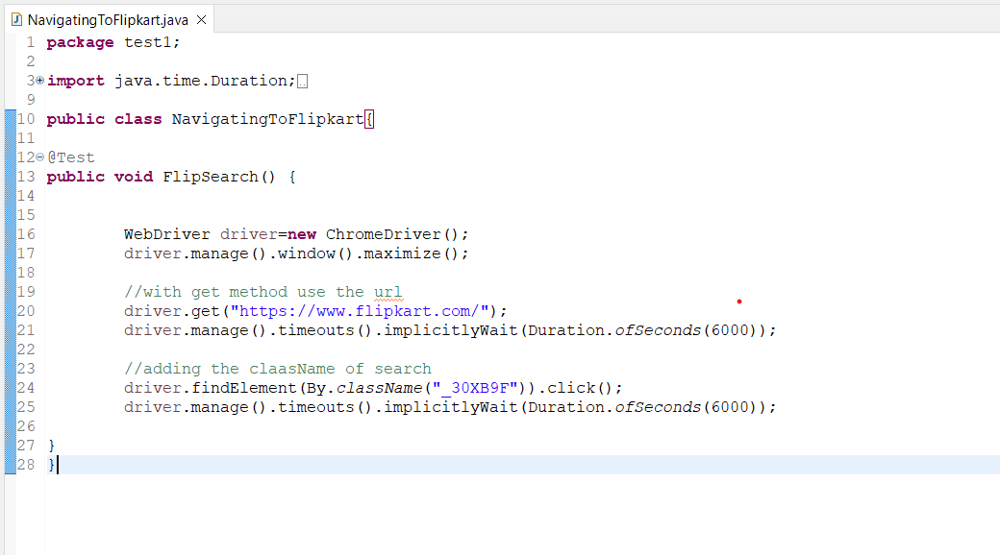 NavigatingToFlipkart.java
1 package test1;
2
3 import java.time.Duration;
9
10 public class NavigatingToFlipkart{
11
12 @Test
13 public void FlipSearch() {
14
15
16 WebDriver driver=new ChromeDriver();
17 driver.manage().window().maximize();
18
19 //with get method use the url
20 driver.get("https://www.flipkart.com/");
21 driver.manage().timeouts().implicitlyWait(Duration.ofSeconds(6000));
22
23 //adding the claasName of search
24 driver.findElement(By.className("_30XB9F")).click();
25 driver.manage().timeouts().implicitlyWait(Duration.ofSeconds(6000));
26
27 }
28 }